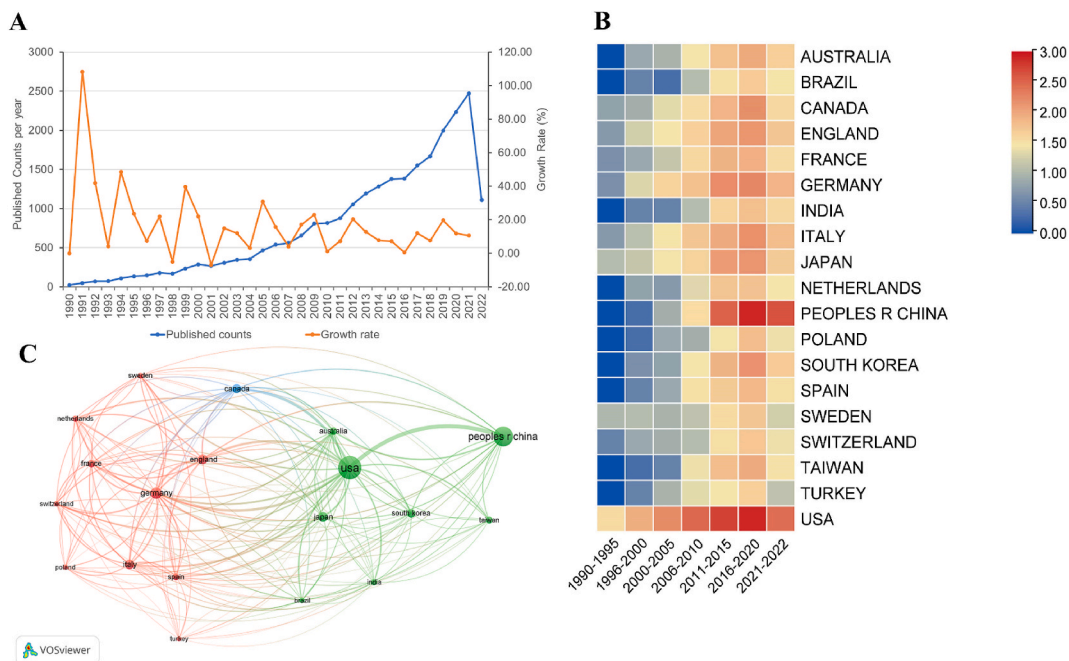 A
3000
2500
2000
1500
1000
500
0
Published Counts per year
120.00
100.00
80.00
60.00
40.00
20.00
0.00
-20.00
Growth Rate (%)
1990
1991
1992
1993
1994
1995
1996
1997
1998
1999
2000
2001
2002
2003
2004
2005
2006
2007
2008
2009
2010
2011
2012
2013
2014
2015
2016
2017
2018
2019
2020
2021
2022
Published counts
Growth rate
B
AUSTRALIA
BRAZIL
CANADA
ENGLAND
FRANCE
GERMANY
INDIA
ITALY
JAPAN
NETHERLANDS
PEOPLES R CHINA
POLAND
SOUTH KOREA
SPAIN
SWEDEN
SWITZERLAND
TAIWAN
TURKEY
USA
1990-1995
1996-2000
2000-2005
2006-2010
2011-2015
2016-2020
2021-2022
3.00
2.00
1.00
0.00
C
sweden
canada
netherlands
australia
peoples r china
france
england
usa
germany
switzerland
japan
south korea
taiwan
poland
italy
spain
india
brazil
turkey
VOSviewer